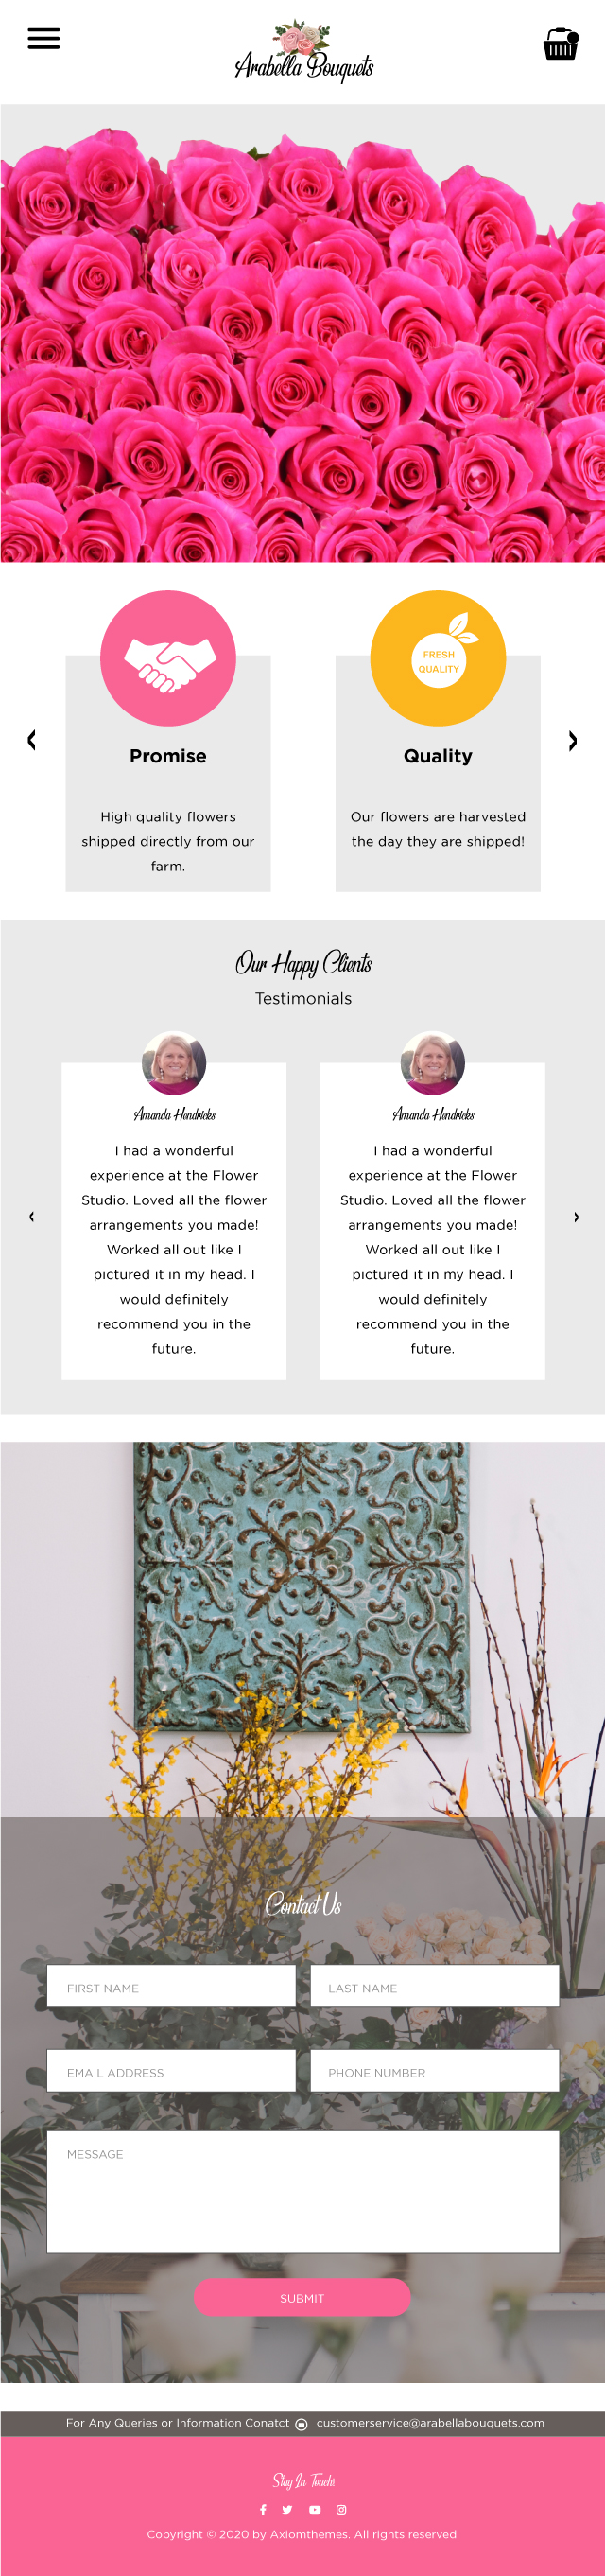 Arabella Bouquets
FRESH
QUALITY
Promise
High quality flowers
shipped directly from our
farm.
Quality
Our flowers are harvested
the day they are shipped!
Our Happy Clients
Testimonials
Amanda Hendricks
I had a wonderful
experience at the Flower
Studio. Loved all the flower
arrangements you made!
Worked all out like I
pictured it in my head. I
would definitely
recommend you in the
future.
Amanda Hendricks
I had a wonderful
experience at the Flower
Studio. Loved all the flower
arrangements you made!
Worked all out like I
pictured it in my head. I
would definitely
recommend you in the
future.
Contact Us
FIRST NAME
LAST NAME
EMAIL ADDRESS
PHONE NUMBER
MESSAGE
SUBMIT
For Any Queries or Information Conatct customerservice@arabellabouquets.com
Stay In Touch!
Copyright © 2020 by Axiomthemes. All rights reserved.